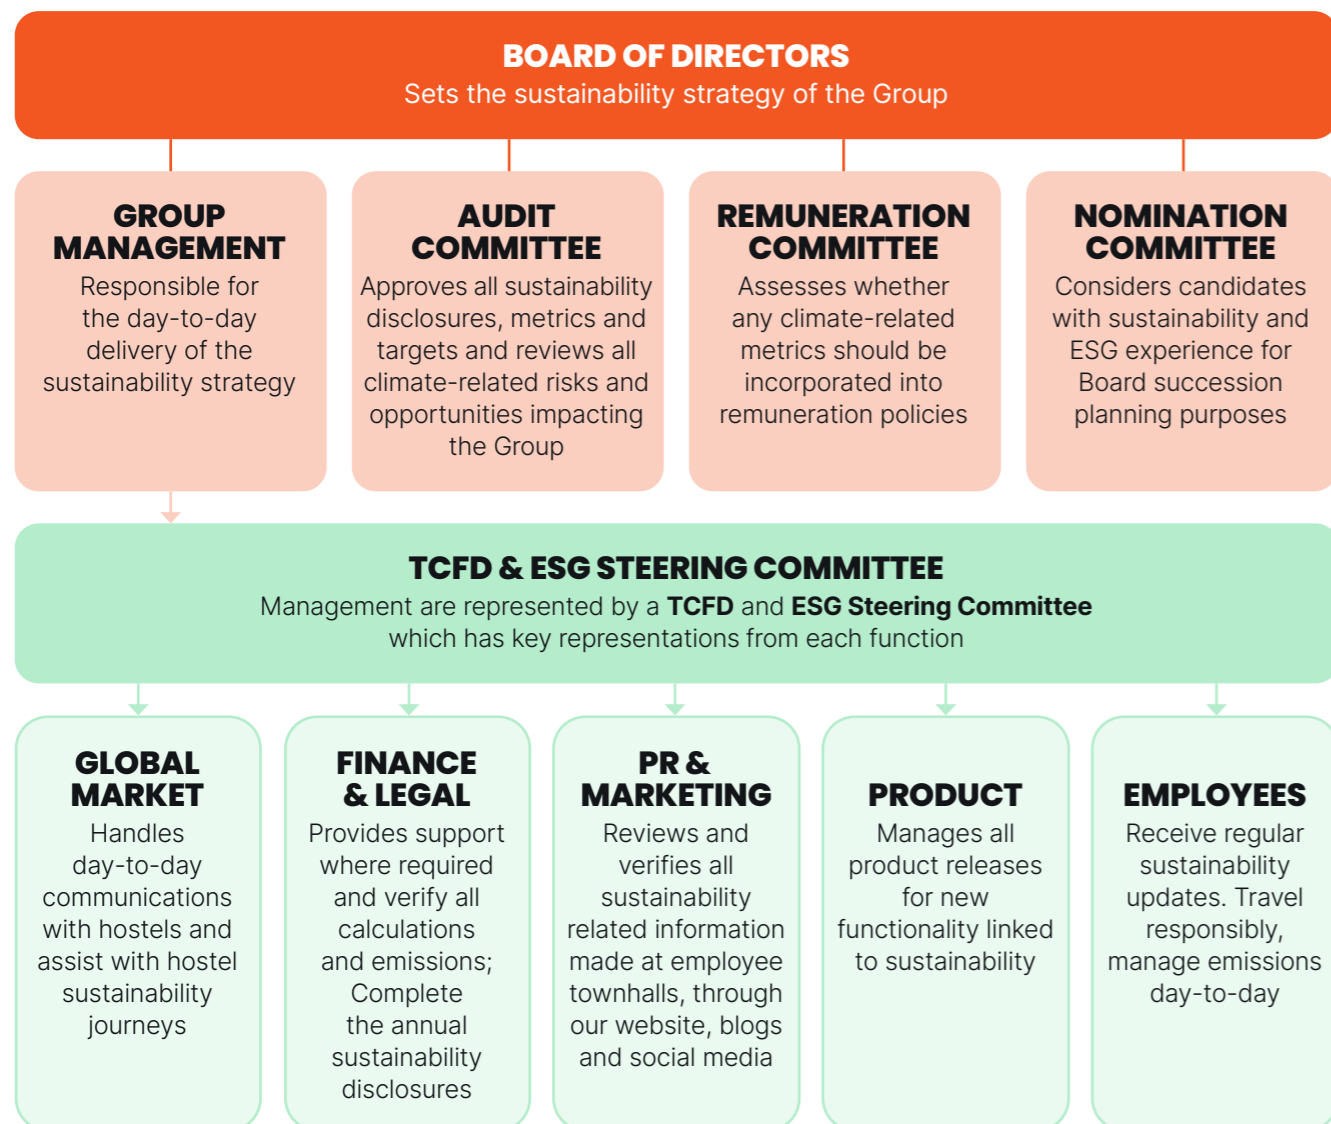 BOARD OF DIRECTORS
Sets the sustainability strategy of the Group
GROUP
MANAGEMENT
Responsible for
the day-to-day
delivery of the
sustainability strategy
AUDIT
COMMITTEE
Approves all sustainability
disclosures, metrics and
targets and reviews all
climate-related risks and
opportunities impacting
the Group
REMUNERATION
COMMITTEE
Assesses whether
any climate-related
metrics should be
incorporated into
remuneration policies
NOMINATION
COMMITTEE
Considers candidates
with sustainability and
ESG experience for
Board succession
planning purposes
TCFD & ESG STEERING COMMITTEE
Management are represented by a TCFD and ESG Steering Committee
which has key representations from each function
GLOBAL
MARKET
Handles
day-to-day
communications
with hostels and
assist with hostel
sustainability
journeys
FINANCE
& LEGAL
Provides support
where required
and verify all
calculations
and emissions;
Complete
the annual
sustainability
disclosures
PR &
MARKETING
Reviews and
verifies all
sustainability
related information
made at employee
townhalls, through
our website, blogs
and social media
PRODUCT
Manages all
product releases
for new
functionality linked
to sustainability
EMPLOYEES
Receive regular
sustainability
updates. Travel
responsibly,
manage emissions
day-to-day